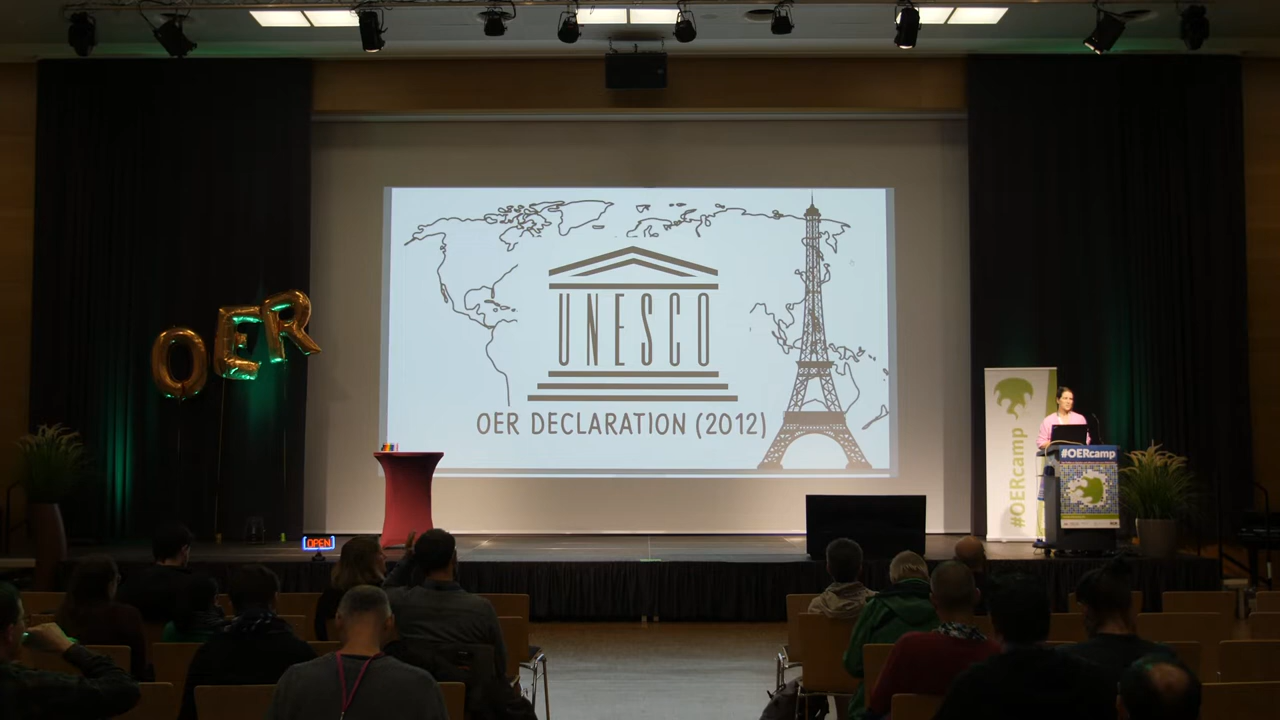 OER
UNESCO
OER DECLARATION (2012)
#OERcamp
#OERcamp
OPEN